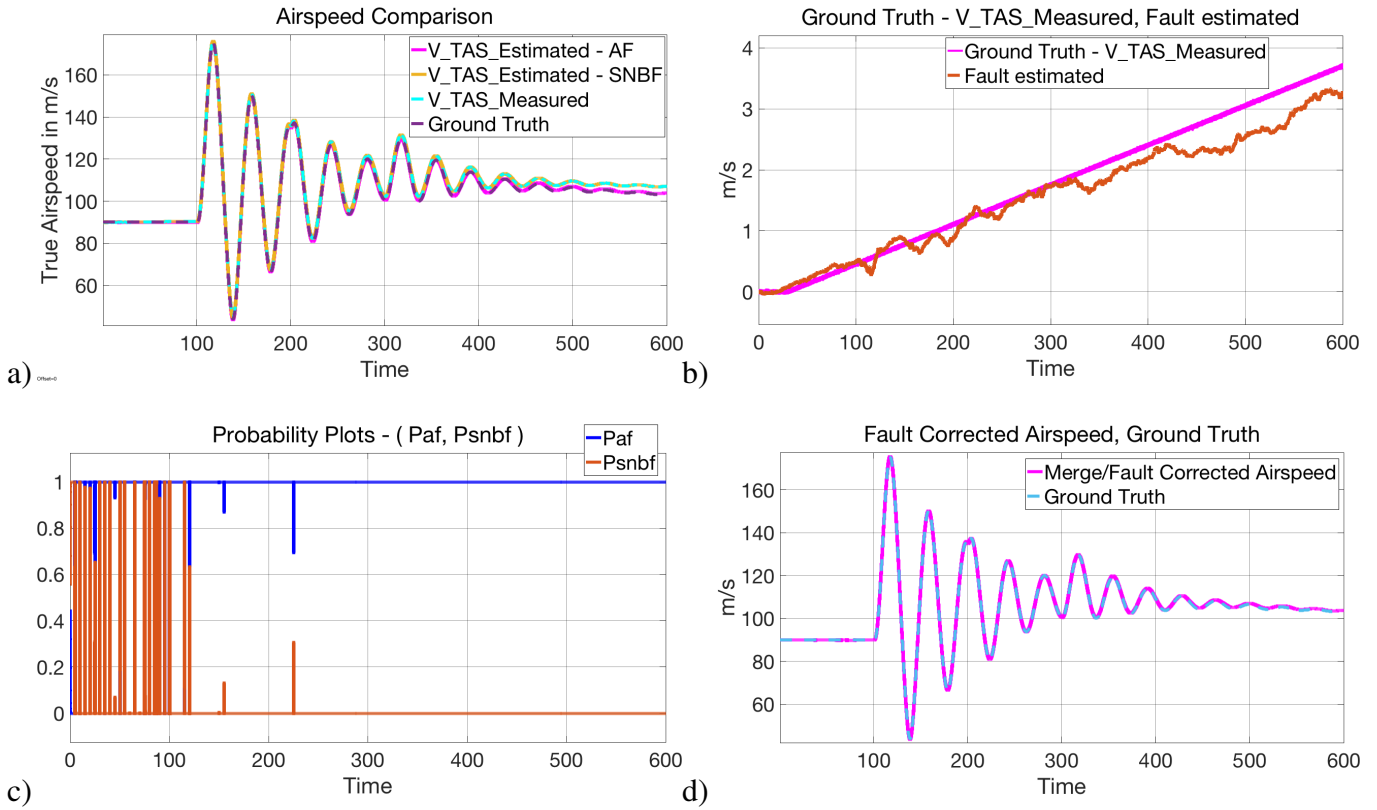 Airspeed Comparison
V_TAS_Estimated - AF
V_TAS_Estimated - SNBF
V_TAS_Measured
Ground Truth
True Airspeed in m/s
160
140
120
100
80
60
100 200 300 400 500 600
Time
a)
Offset=0
Ground Truth - V_TAS_Measured, Fault estimated
Ground Truth - V_TAS_Measured
Fault estimated
m/s
4
3
2
1
0
0 100 200 300 400 500 600
Time
b)
Probability Plots - ( Paf, Psnbf )
Paf
Psnbf
1
0.8
0.6
0.4
0.2
0
0 100 200 300 400 500 600
Time
c)
Fault Corrected Airspeed, Ground Truth
Merge/Fault Corrected Airspeed
Ground Truth
m/s
160
140
120
100
80
60
100 200 300 400 500 600
Time
d)